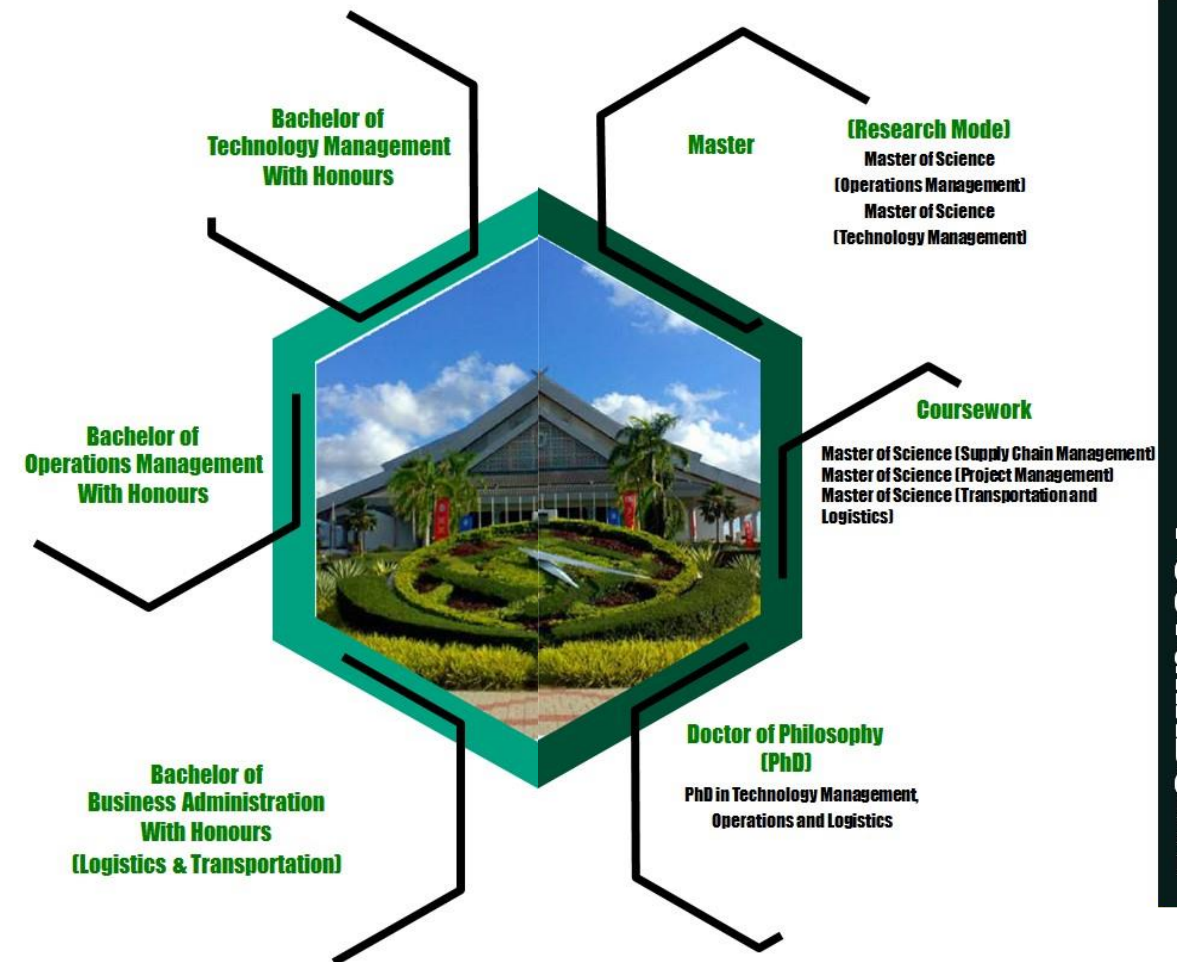 Bachelor of
Technology Management
With Honours
Bachelor of
Operations Management
With Honours
Bachelor of
Business Administration
With Honours
(Logistics & Transportation)
Master
(Research Mode)
Master of Science
(Operations Management)
Master of Science
(Technology Management)
Coursework
Master of Science (Supply Chain Management)
Master of Science (Project Management)
Master of Science (Transportation and
Logistics)
Doctor of Philosophy
(PhD)
PhD in Technology Management,
Operations and Logistics